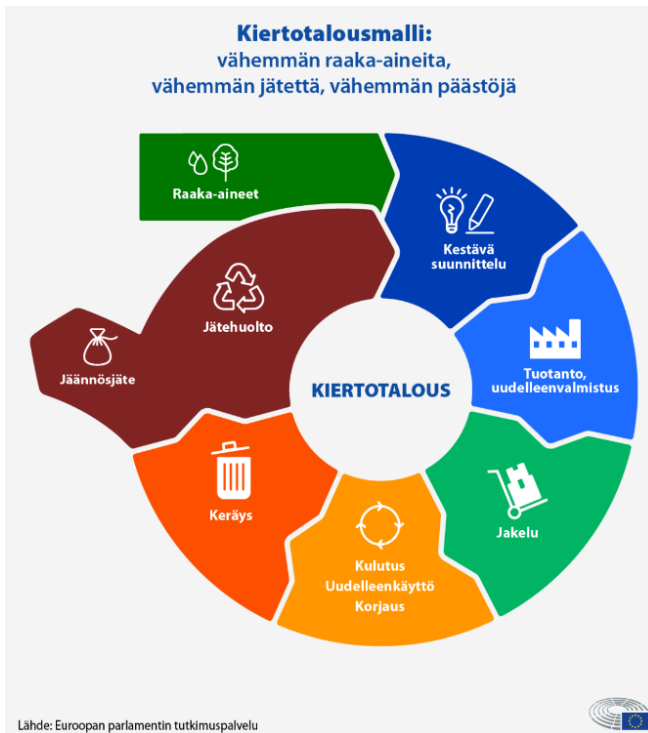 Kiertotalousmalli:
vähemmän raaka-aineita,
vähemmän jätettä, vähemmän päästöjä
Raaka-aineet
Kestävä
suunnittelu
Tuotanto,
uudelleenvalmistus
Jakelu
Kulutus
Uudelleenkäyttö
Korjaus
Keräys
Jätehuolto
Jäännösjäte
KIERTOTALOUS
Lähde: Euroopan parlamentin tutkimuspalvelu